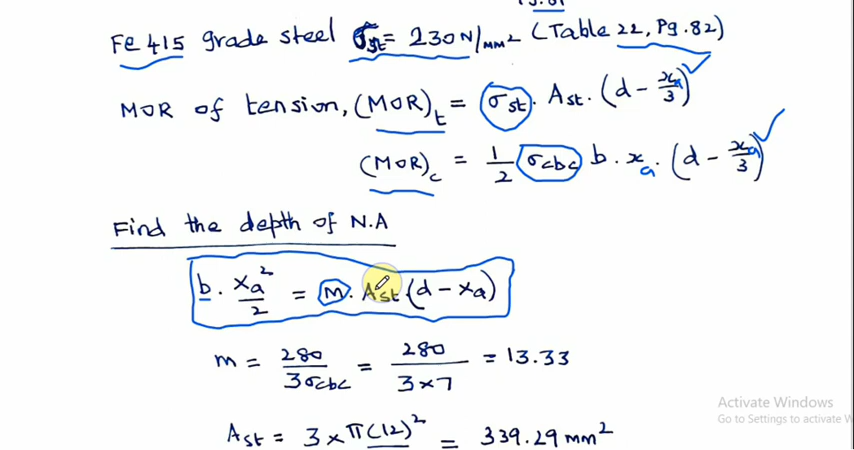 Fe 415 grade steel σst = 230 N/mm² (Table 22, Pg. 82)
MOR of tension, (MOR)t = σst · Ast · (d − xa/3)
(MOR)c = 1/2 σcbc b · xa · (d − xa/3)
Find the depth of N.A
b · xa²/2 = m · Ast (d − xa)
m = 280/3σcbc = 280/3×7 = 13.33
Ast = 3 × π(12)² = 339.29 mm²
Activate Windows
Go to Settings to activate W